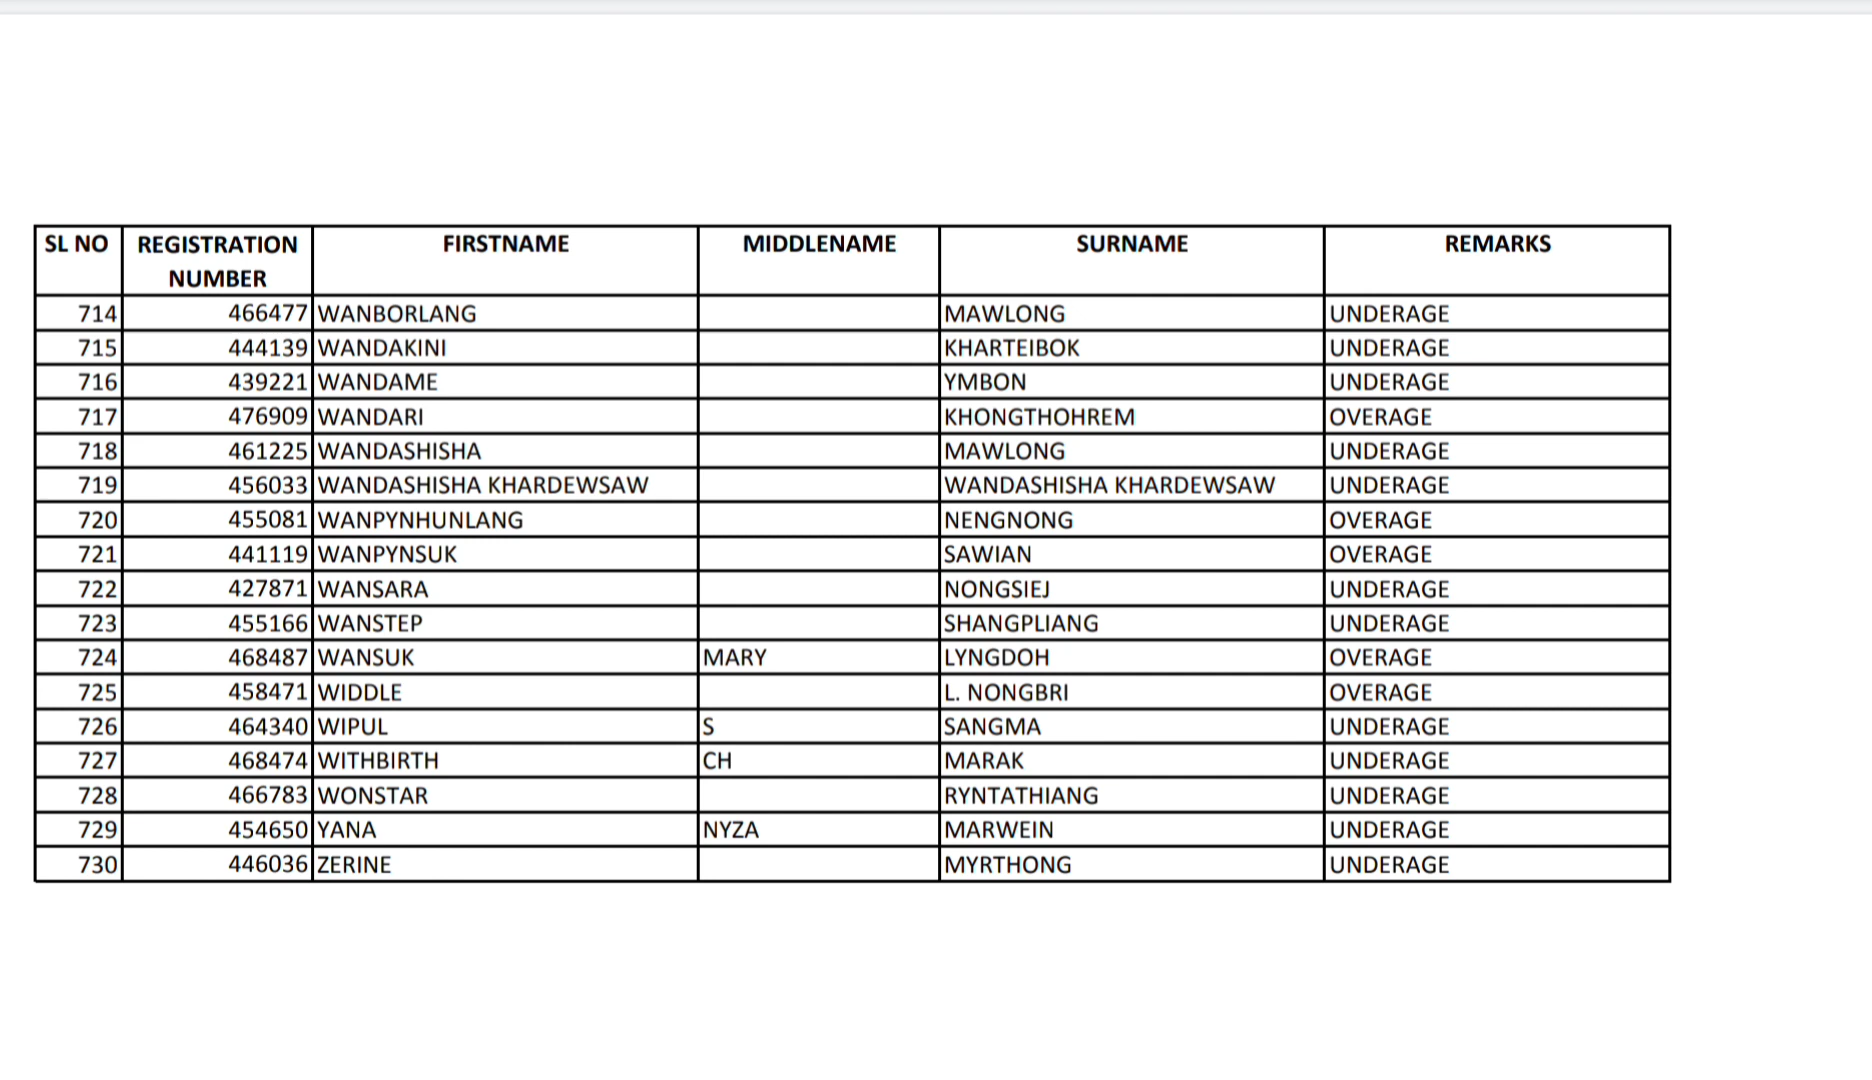 SL NO REGISTRATION NUMBER FIRSTNAME MIDDLENAME SURNAME REMARKS
714 466477 WANBORLANG MAWLONG UNDERAGE
715 444139 WANDAKINI KHARTEIBOK UNDERAGE
716 439221 WANDAME YMBON UNDERAGE
717 476909 WANDARI KHONGTHOHREM OVERAGE
718 461225 WANDASHISHA MAWLONG UNDERAGE
719 456033 WANDASHISHA KHARDEWSAW WANDASHISHA KHARDEWSAW UNDERAGE
720 455081 WANPYNHUNLANG NENGNONG OVERAGE
721 441119 WANPYNSUK SAWIAN OVERAGE
722 427871 WANSARA NONGSIEJ UNDERAGE
723 455166 WANSTEP SHANGPLIANG UNDERAGE
724 468487 WANSUK MARY LYNGDOH OVERAGE
725 458471 WIDDLE L. NONGBRI OVERAGE
726 464340 WIPUL S SANGMA UNDERAGE
727 468474 WITHBIRTH CH MARAK UNDERAGE
728 466783 WONSTAR RYNTATHIANG UNDERAGE
729 454650 YANA NYZA MARWEIN UNDERAGE
730 446036 ZERINE MYRTHONG UNDERAGE